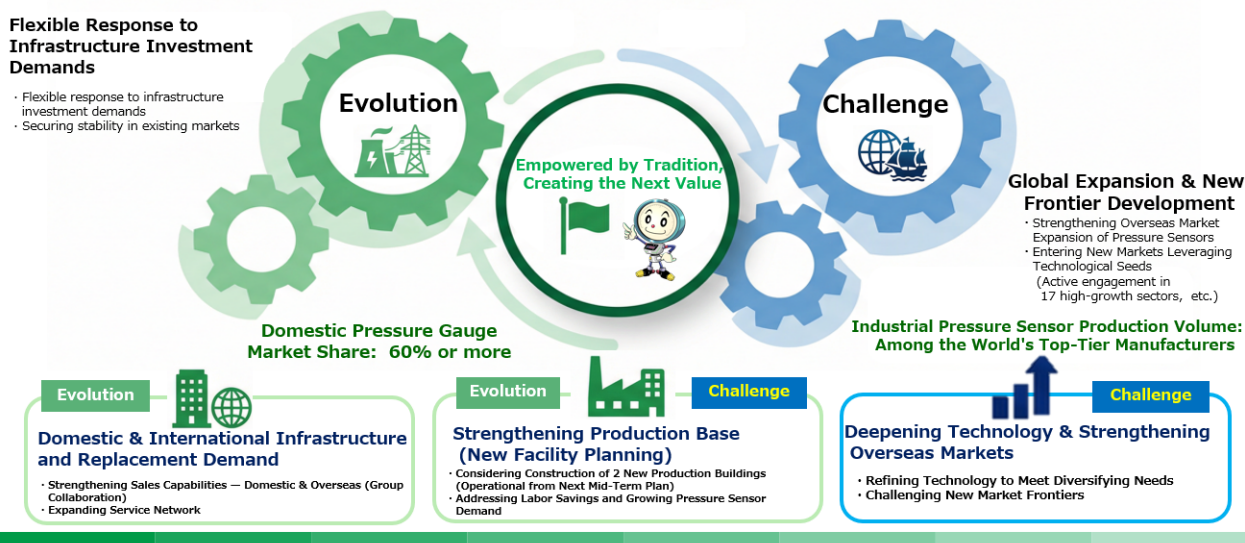 Flexible Response to
Infrastructure Investment
Demands
・Flexible response to infrastructure
investment demands
・Securing stability in existing markets
Evolution
Empowered by Tradition,
Creating the Next Value
Challenge
Global Expansion & New
Frontier Development
・Strengthening Overseas Market
Expansion of Pressure Sensors
・Entering New Markets Leveraging
Technological Seeds
(Active engagement in
17 high-growth sectors, etc.)
Domestic Pressure Gauge
Market Share: 60% or more
Industrial Pressure Sensor Production Volume:
Among the World's Top-Tier Manufacturers
Evolution
Domestic & International Infrastructure
and Replacement Demand
・Strengthening Sales Capabilities — Domestic & Overseas (Group
Collaboration)
・Expanding Service Network
Evolution
Challenge
Strengthening Production Base
(New Facility Planning)
・Considering Construction of 2 New Production Buildings
(Operational from Next Mid-Term Plan)
・Addressing Labor Savings and Growing Pressure Sensor
Demand
Challenge
Deepening Technology & Strengthening
Overseas Markets
・Refining Technology to Meet Diversifying Needs
・Challenging New Market Frontiers